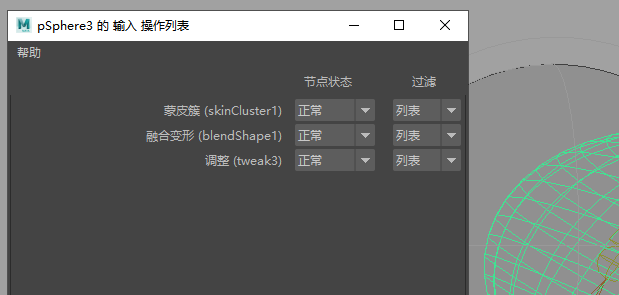 pSphere3 的 输入 操作列表
帮助
节点状态 过滤
蒙皮簇 (skinCluster1) 正常 列表
融合变形 (blendShape1) 正常 列表
调整 (tweak3) 正常 列表